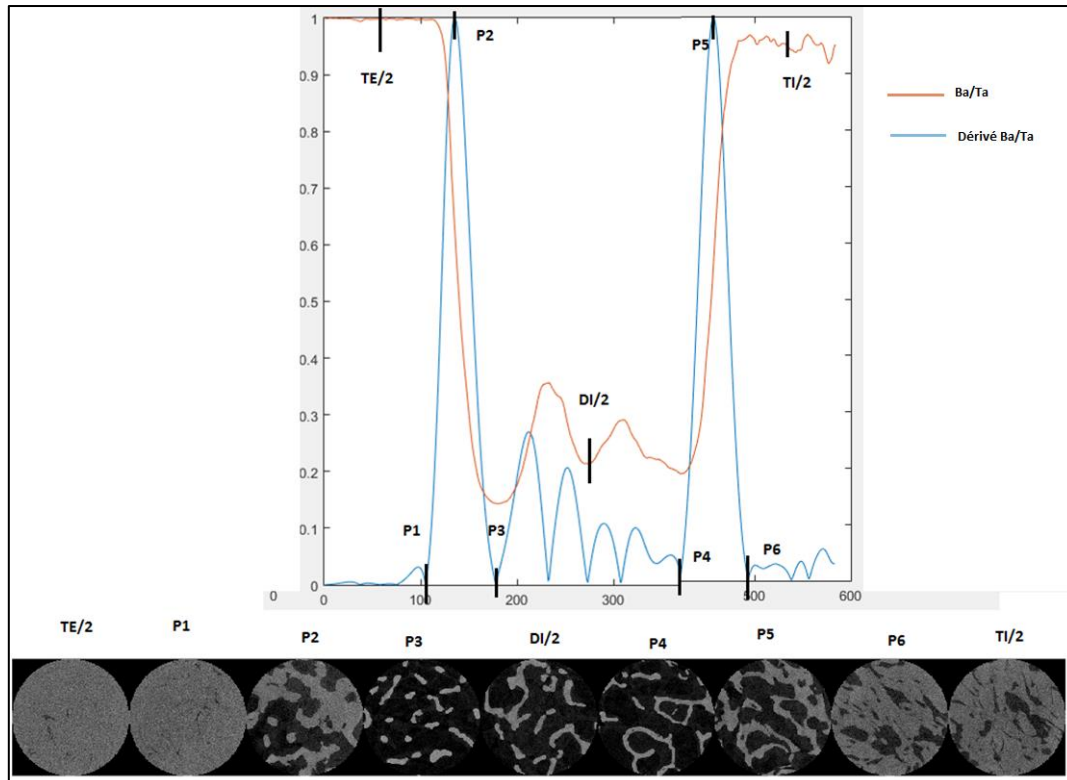 1
P2
P5
TE/2
TI/2
0.9
Ba/Ta
Dérivé Ba/Ta
0.8
0.7
0.6
0.5
0.4
DI/2
0.3
0.2
0.1
P1
P3
P4
P6
0
0
0
100
200
300
500
600
TE/2
P1
P2
P3
DI/2
P4
P5
P6
TI/2